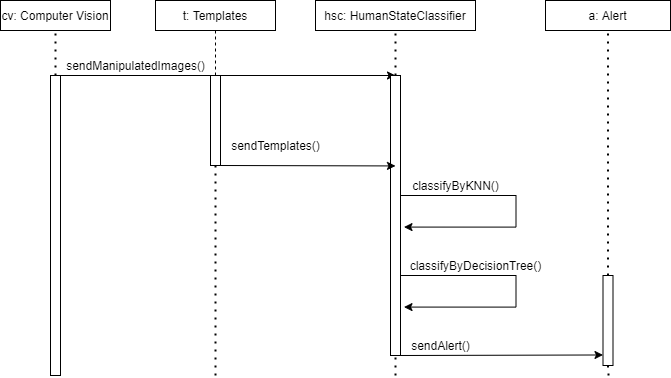 cv: Computer Vision
t: Templates
hsc: HumanStateClassifier
a: Alert
sendManipulatedImages()
sendTemplates()
classifyByKNN()
classifyByDecisionTree()
sendAlert()